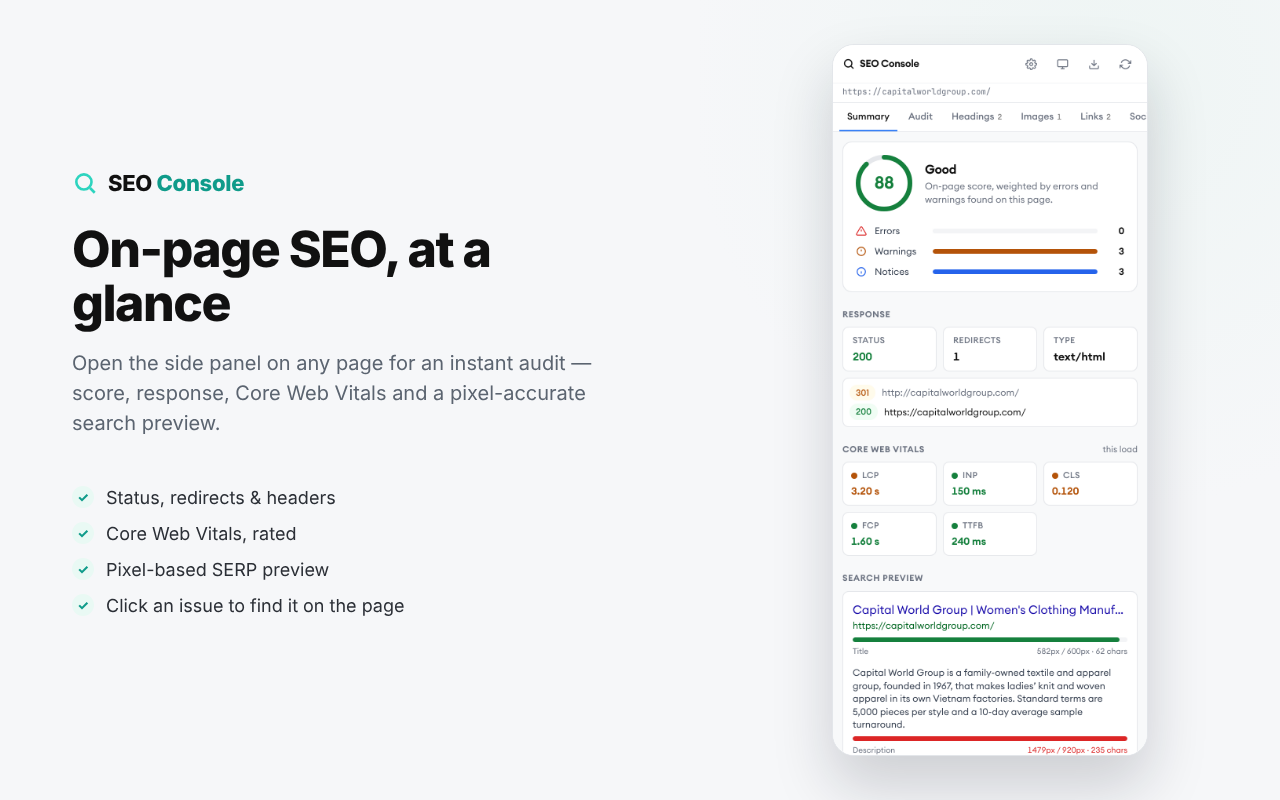 SEO Console
On-page SEO, at a
glance
Open the side panel on any page for an instant audit —
score, response, Core Web Vitals and a pixel-accurate
search preview.
Status, redirects & headers
Core Web Vitals, rated
Pixel-based SERP preview
Click an issue to find it on the page
SEO Console
https://capitalworldgroup.com/
Summary Audit Headings 2 Images 1 Links 2 Soc
88
Good
On-page score, weighted by errors and
warnings found on this page.
Errors 0
Warnings 3
Notices 3
RESPONSE
STATUS REDIRECTS TYPE
200 1 text/html
301 http://capitalworldgroup.com/
200 https://capitalworldgroup.com/
CORE WEB VITALS this load
LCP INP CLS
3.20 s 150 ms 0.120
FCP TTFB
1.60 s 240 ms
SEARCH PREVIEW
Capital World Group | Women's Clothing Manuf...
https://capitalworldgroup.com/
Title 582px / 600px · 62 chars
Capital World Group is a family-owned textile and apparel
group, founded in 1967, that makes ladies' knit and woven
apparel in its own Vietnam factories. Standard terms are
5,000 pieces per style and a 10-day average sample
turnaround.
Description 1479px / 920px · 235 chars